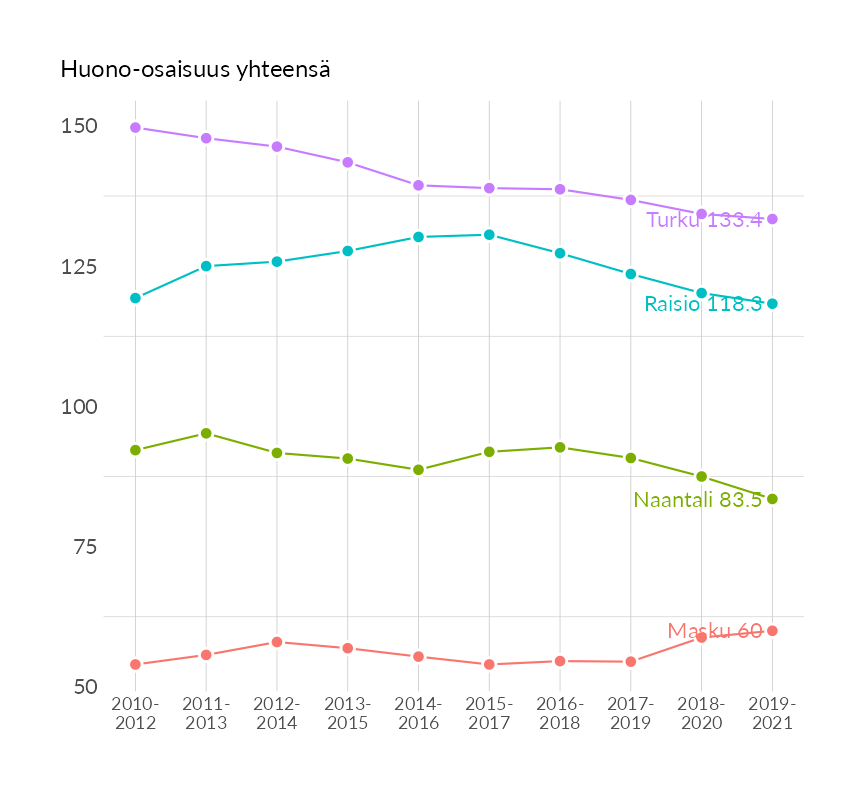 Huono-osaisuus yhteensä
150
125
100
75
50
Turku 133.4
Raisio 118.3
Naantali 83.5
Masku 60
2010- 2011- 2012- 2013- 2014- 2015- 2016- 2017- 2018- 2019-
2012 2013 2014 2015 2016 2017 2018 2019 2020 2021